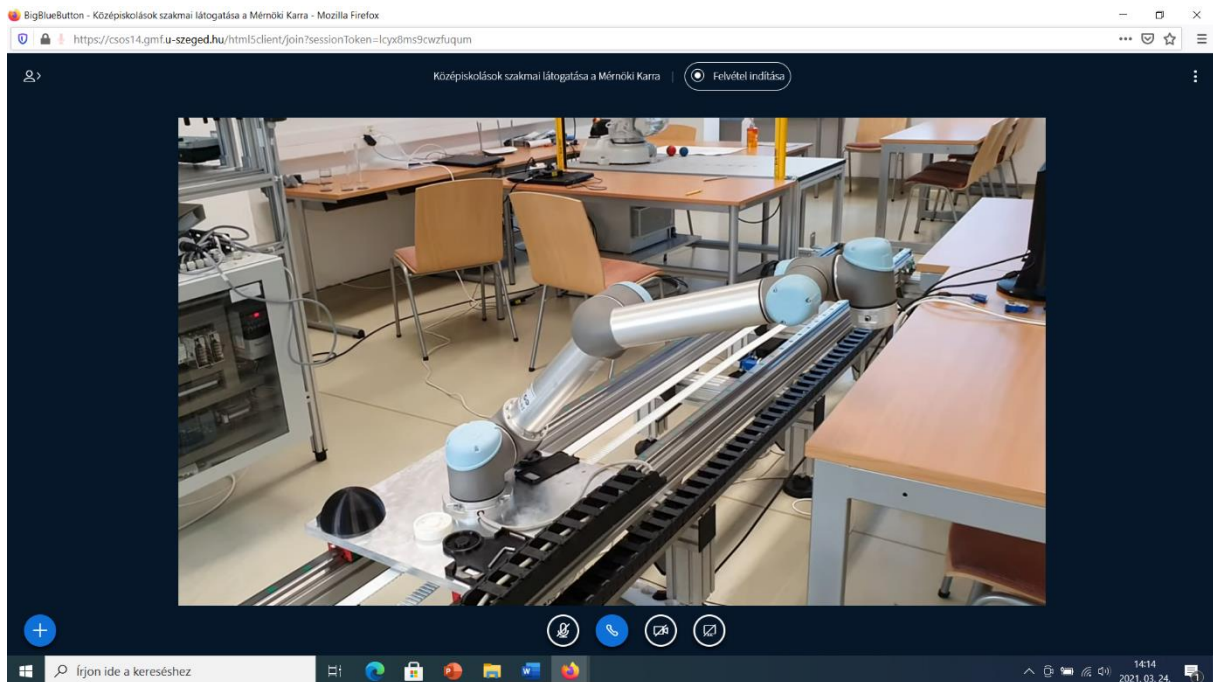 BigBlueButton - Középiskolások szakmai látogatása a Mérnöki Karra - Mozilla Firefox
https://csos14.gmf.u-szeged.hu/html5client/join?sessionToken=lcyx8ms9cwzfuqum
Középiskolások szakmai látogatása a Mérnöki Karra
Felvétel indítása
Írjon ide a kereséshez
14:14
2021. 03. 24.